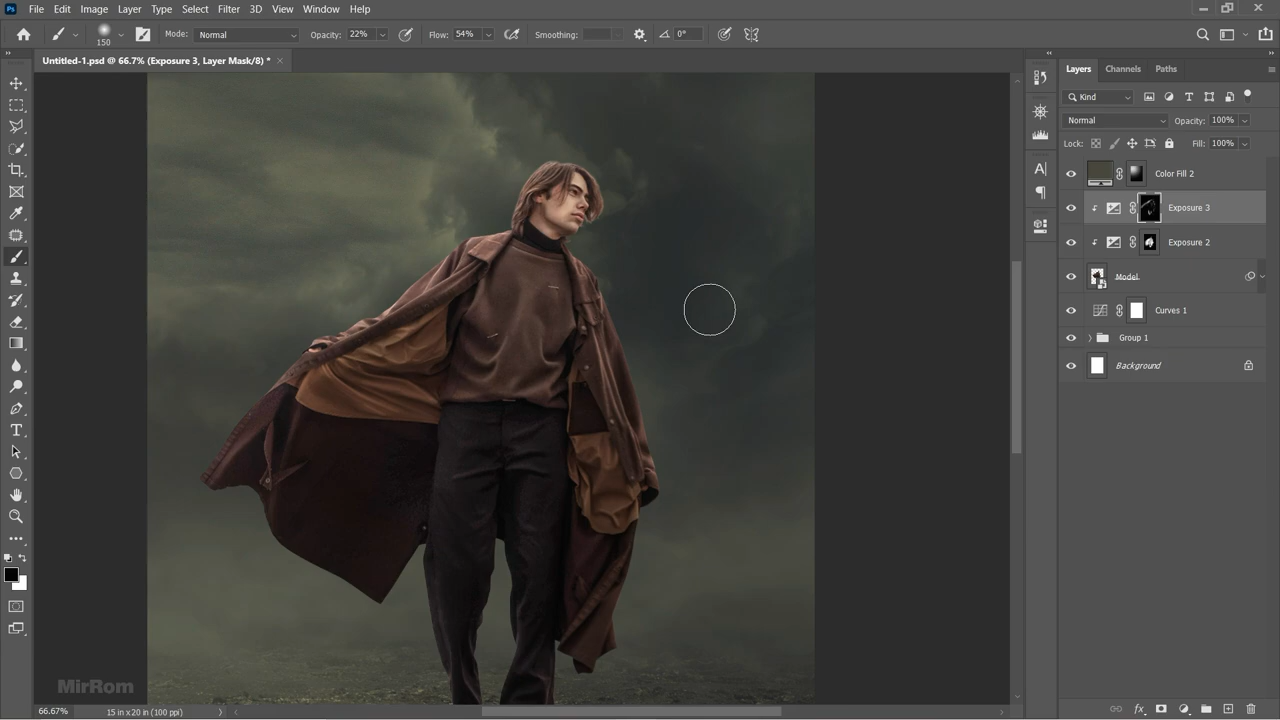 Ps File Edit Image Layer Type Select Filter 3D View Window Help
150 Mode: Normal Opacity: 22% Flow: 54% Smoothing: 0°
Untitled-1.psd @ 66.7% (Exposure 3, Layer Mask/8) * ×
Layers Channels Paths
Kind
Normal Opacity: 100%
Lock: Fill: 100%
Color Fill 2
Exposure 3
Exposure 2
Model
Curves 1
Group 1
Background
MirRom
66.67% 15 in x 20 in (100 ppi)
fx